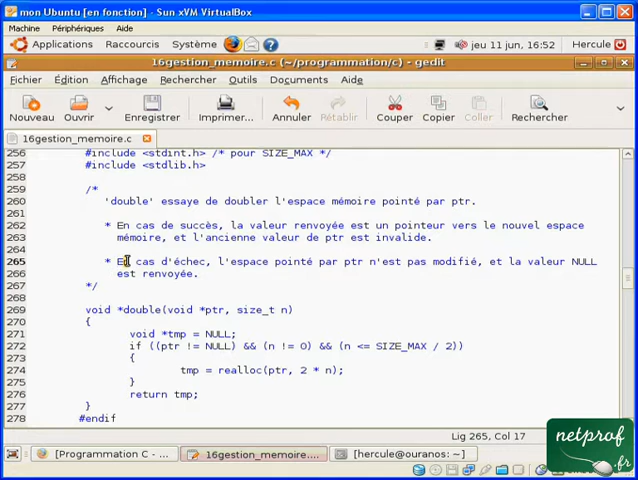 mon Ubuntu [en fonction] - Sun xVM VirtualBox
Machine Périphériques Aide
Applications Raccourcis Système jeu 11 jun, 16:52 Hercule
16gestion_memoire.c (~/programmation/c) - gedit
Fichier Édition Affichage Rechercher Outils Documents Aide
Nouveau Ouvrir Enregistrer Imprimer... Annuler Rétablir Couper Copier Coller Rechercher
16gestion_memoire.c
256 #include <stdint.h> /* pour SIZE_MAX */
257 #include <stdlib.h>
258
259 /*
260 'double' essaye de doubler l'espace mémoire pointé par ptr.
261
262 * En cas de succès, la valeur renvoyée est un pointeur vers le nouvel espace
263 mémoire, et l'ancienne valeur de ptr est invalide.
264
265 * En cas d'échec, l'espace pointé par ptr n'est pas modifié, et la valeur NULL
266 est renvoyée.
267 */
268
269 void *double(void *ptr, size_t n)
270 {
271 void *tmp = NULL;
272 if ((ptr != NULL) && (n != 0) && (n <= SIZE_MAX / 2))
273 {
274 tmp = realloc(ptr, 2 * n);
275 }
276 return tmp;
277 }
278 #endif
Lig 265, Col 17
[Programmation C - ... 16gestion_memoire.... [hercule@ouranos: ~]
netprof
.fr